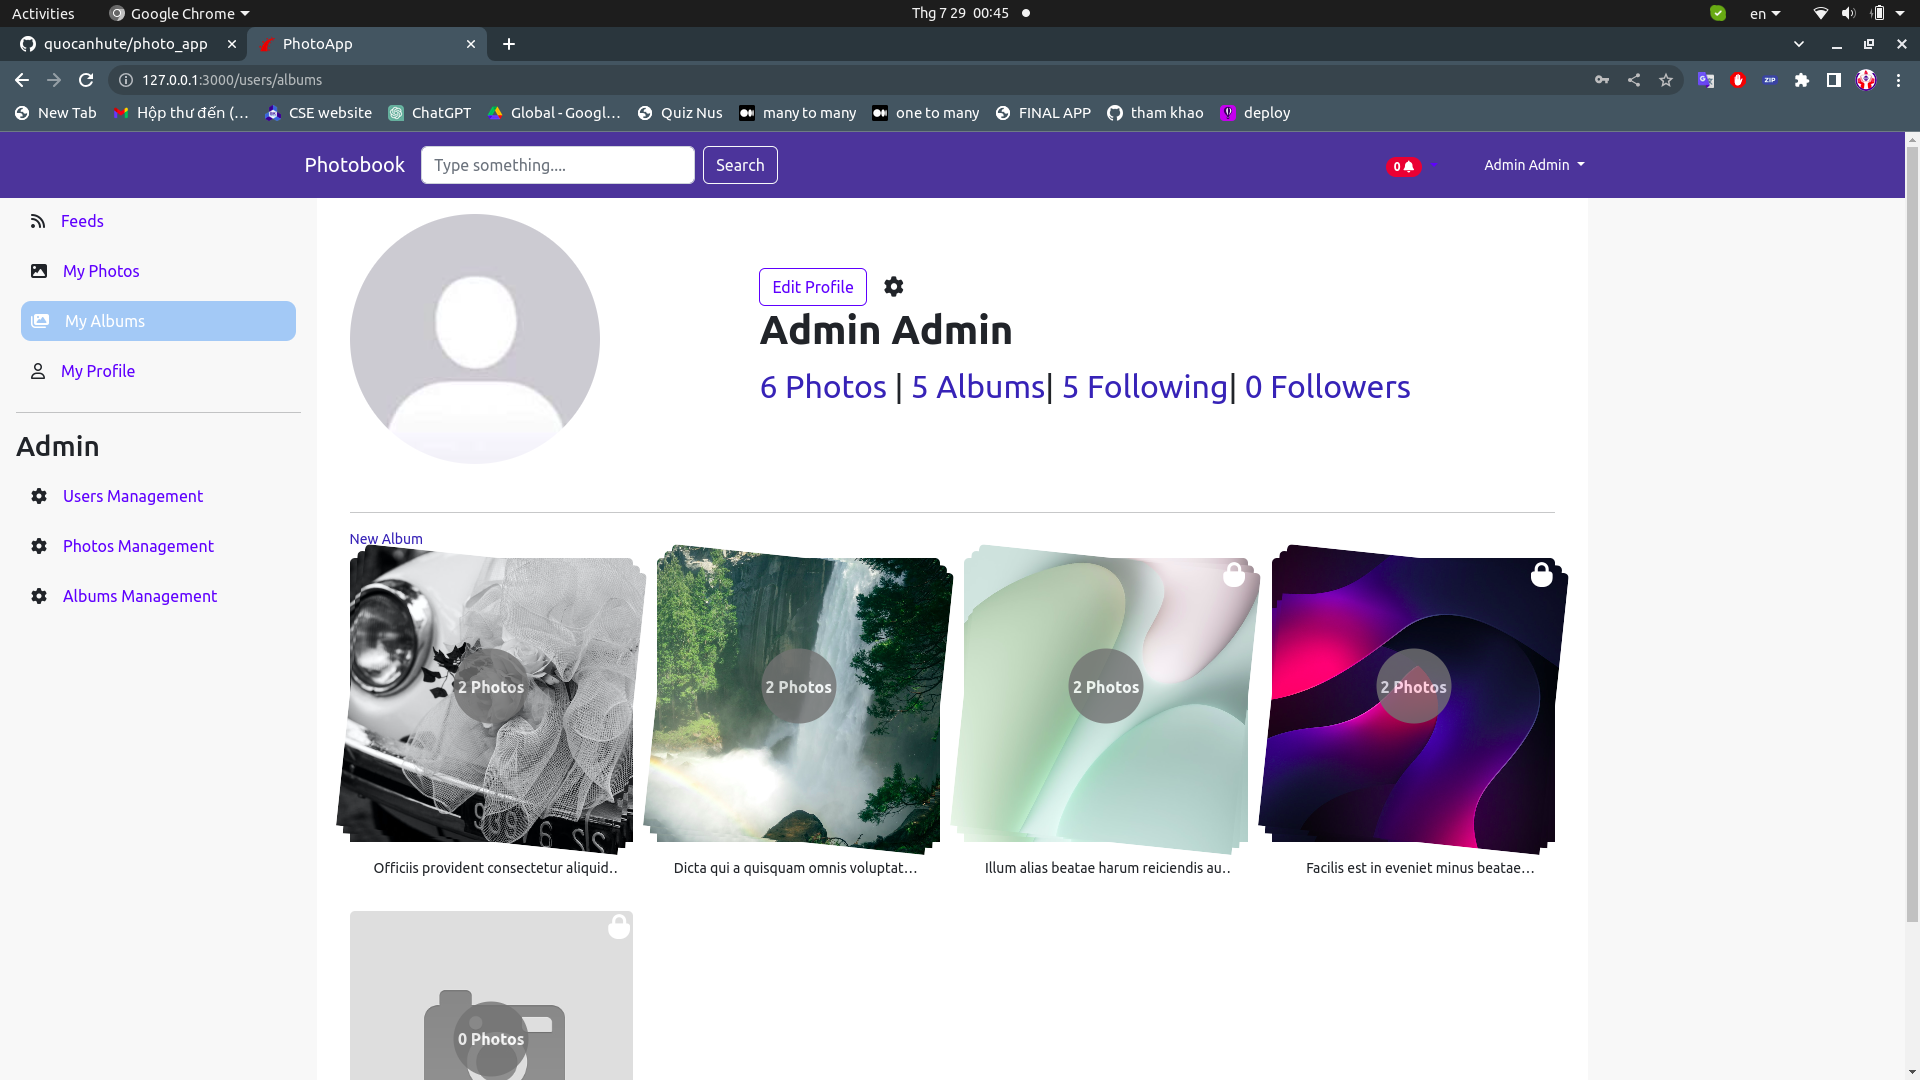 Activities
Google Chrome
Thg 7 29 00:45
en
quocanhute/photo_app
PhotoApp
127.0.0.1:3000/users/albums
ZIP
New Tab
Hộp thư đến (…
CSE website
ChatGPT
Global - Googl…
Quiz Nus
many to many
one to many
FINAL APP
tham khao
deploy
Photobook
Type something....
Search
0
Admin Admin
Feeds
My Photos
My Albums
My Profile
Admin
Users Management
Photos Management
Albums Management
Edit Profile
Admin Admin
6 Photos | 5 Albums| 5 Following| 0 Followers
New Album
2 Photos
2 Photos
2 Photos
2 Photos
Officiis provident consectetur aliquid..
Dicta qui a quisquam omnis voluptat…
Illum alias beatae harum reiciendis au..
Facilis est in eveniet minus beatae…
0 Photos